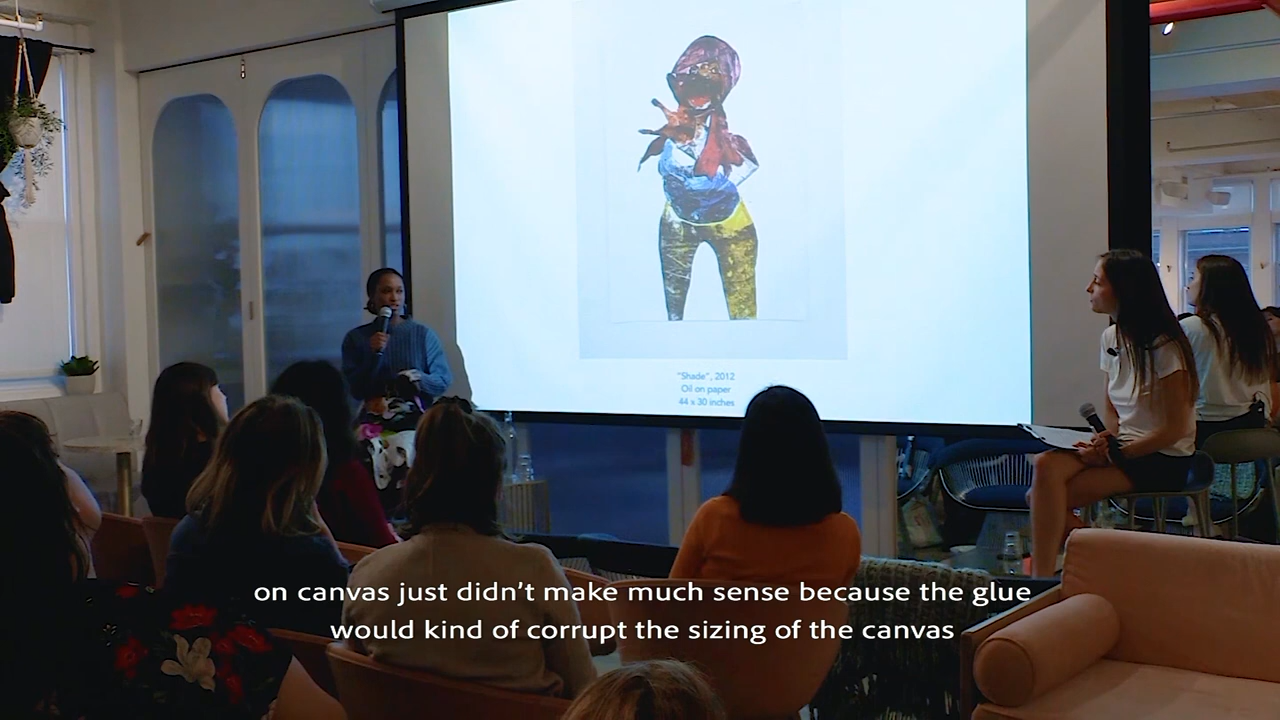 "Shade", 2012
Oil on paper
44 x 30 inches
on canvas just didn't make much sense because the glue
would kind of corrupt the sizing of the canvas